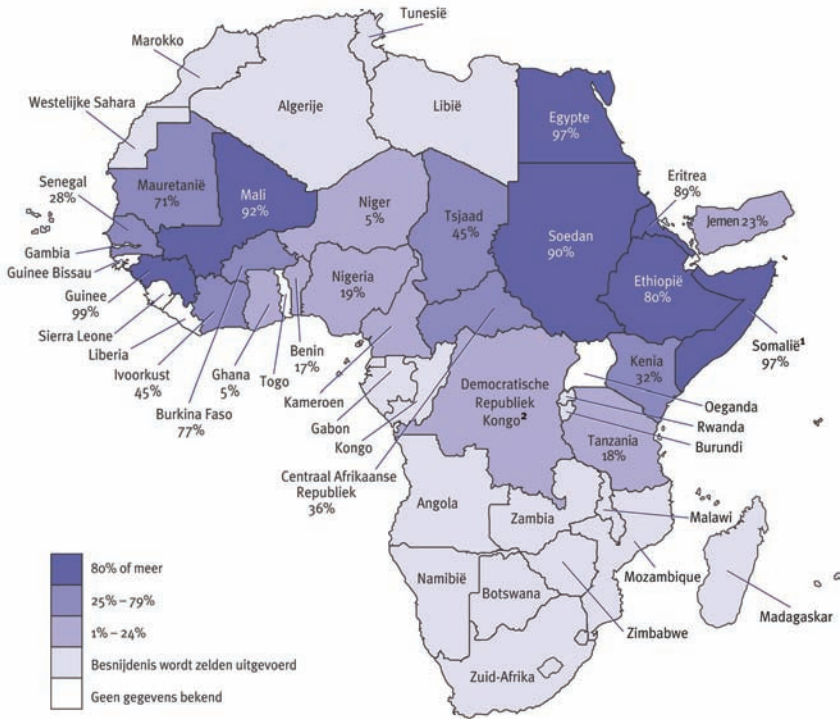 Tunesië
Marokko
Westelijke Sahara
Algerije
Libië
Egypte
97%
Senegal
28%
Mauretanië
71%
Mali
92%
Niger
5%
Tsjaad
45%
Soedan
90%
Eritrea
89%
Jemen 23%
Gambia
Guinee Bissau
Guinee
99%
Sierra Leone
Liberia
Ivoorkust
45%
Burkina Faso
77%
Ghana
5%
Togo
Benin
17%
Nigeria
19%
Kameroen
Gabon
Kongo
Centraal Afrikaanse
Republiek
36%
Democratische
Republiek
Kongo²
Ethiopië
80%
Somalië¹
97%
Kenia
32%
Oeganda
Rwanda
Burundi
Tanzania
18%
Angola
Zambia
Malawi
Mozambique
Namibië
Botswana
Zimbabwe
Madagaskar
Zuid-Afrika
80% of meer
25% – 79%
1% – 24%
Besnijdenis wordt zelden uitgevoerd
Geen gegevens bekend